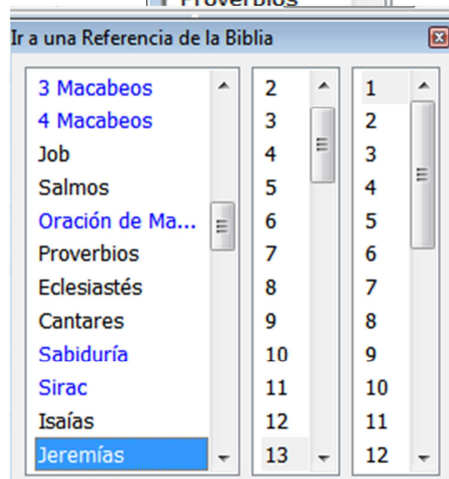 Proverbios
Ir a una Referencia de la Biblia
3 Macabeos 2 1
4 Macabeos 3 2
Job 4 3
Salmos 5 4
Oración de Ma... 6 5
Proverbios 7 6
Eclesiastés 8 7
Cantares 9 8
Sabiduría 10 9
Sirac 11 10
Isaías 12 11
Jeremías 13 12